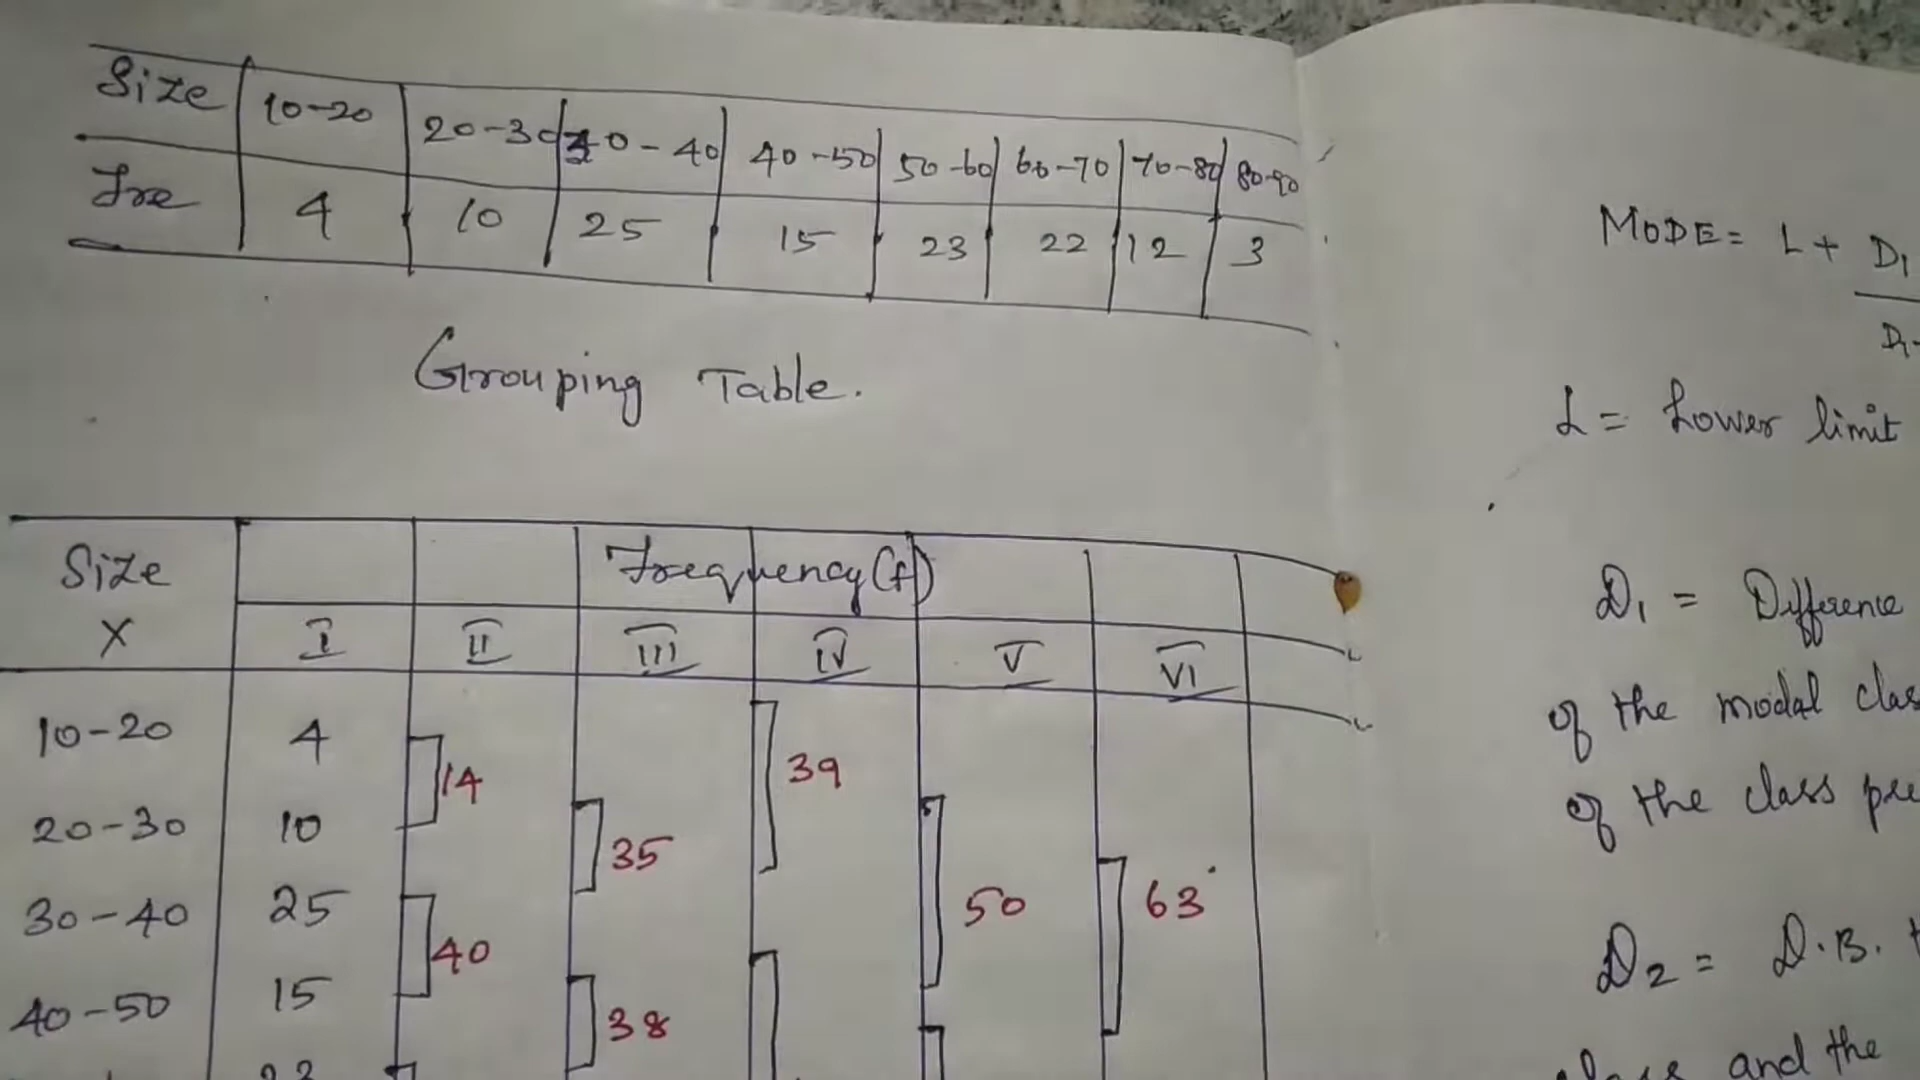 Size 10-20 20-30 30-40 40-50 50-60 60-70 70-80 80-90
Fre 4 10 25 15 23 22 12 3
Grouping Table.
Size X Frequency(f)
I II III IV V VI
10-20 4
14
39
20-30 10
35
30-40 25
50
63
40
40-50 15
38
MODE = L + D1
L = Lower limit
D1 = Difference
of the modal
of the class
D2 = D.B.
and the